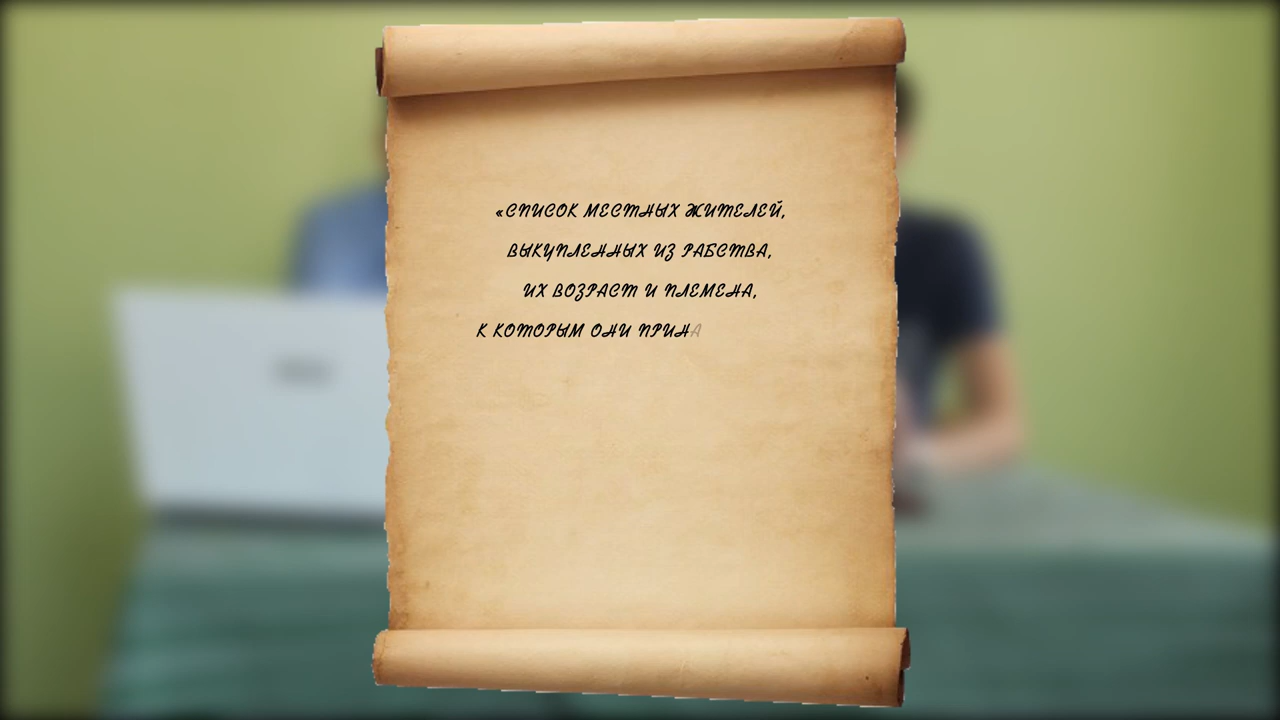 «СПИСОК МЕСТНЫХ ЖИТЕЛЕЙ,
ВЫКУПЛЕННЫХ ИЗ РАБСТВА,
ИХ ВОЗРАСТ И ПЛЕМЕНА,
К КОТОРЫМ ОНИ ПРИНА